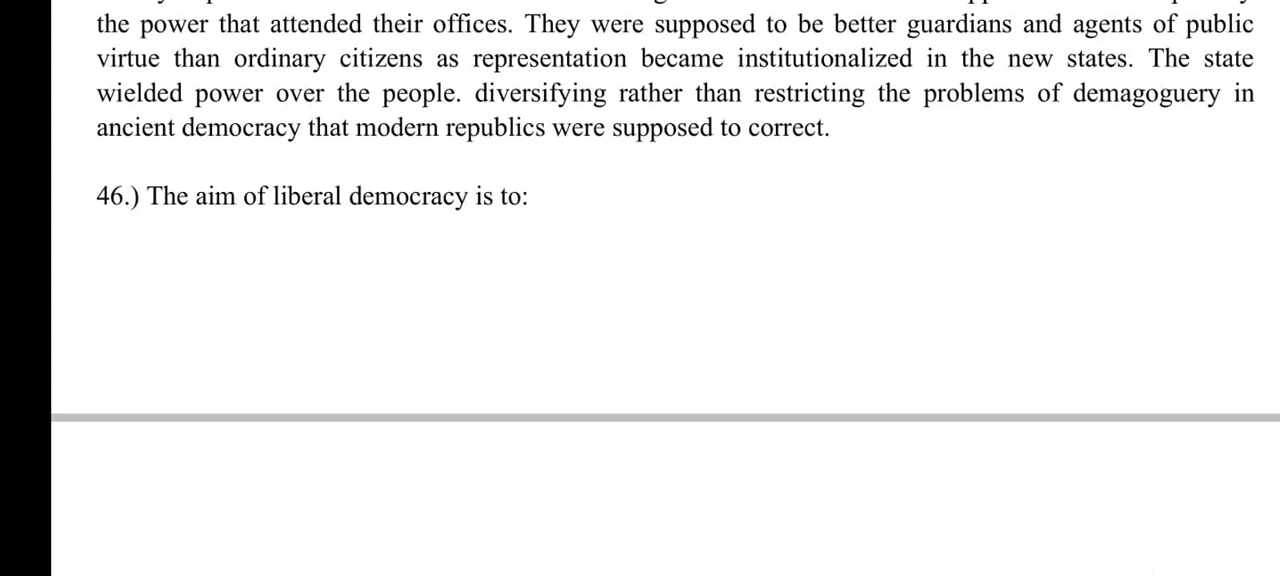 the power that attended their offices. They were supposed to be better guardians and agents of public
virtue than ordinary citizens as representation became institutionalized in the new states. The state
wielded power over the people. diversifying rather than restricting the problems of demagoguery in
ancient democracy that modern republics were supposed to correct.
46.) The aim of liberal democracy is to: